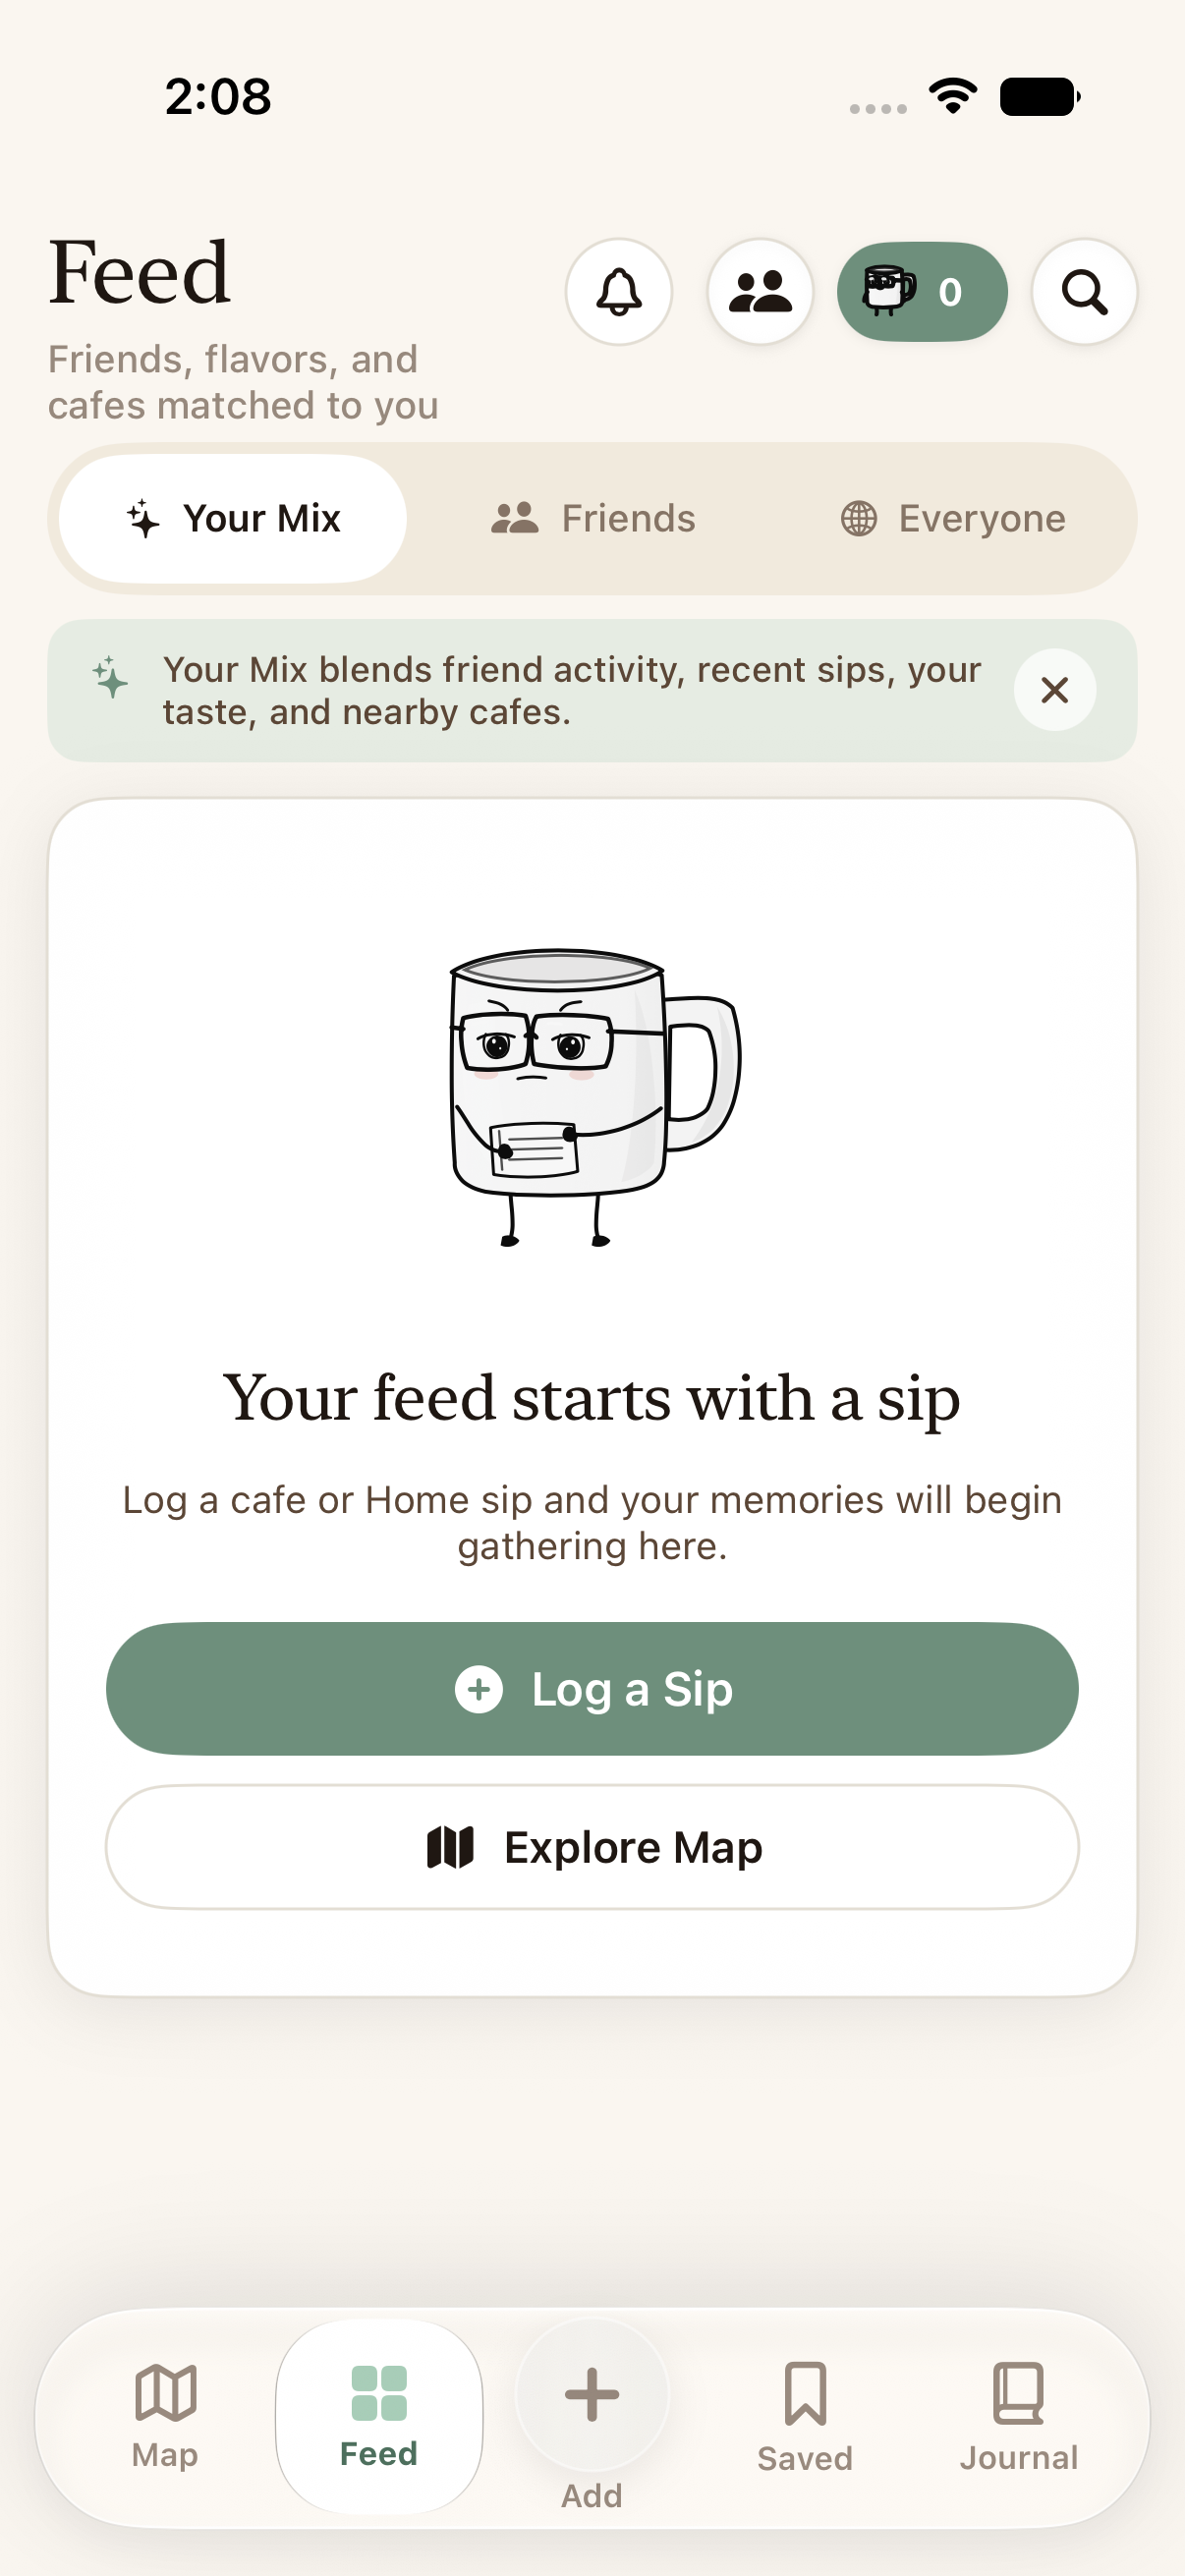 2:08
Feed
0
Friends, flavors, and
cafes matched to you
Your Mix
Friends
Everyone
Your Mix blends friend activity, recent sips, your
taste, and nearby cafes.
Your feed starts with a sip
Log a cafe or Home sip and your memories will begin
gathering here.
Log a Sip
Explore Map
Map
Feed
Add
Saved
Journal